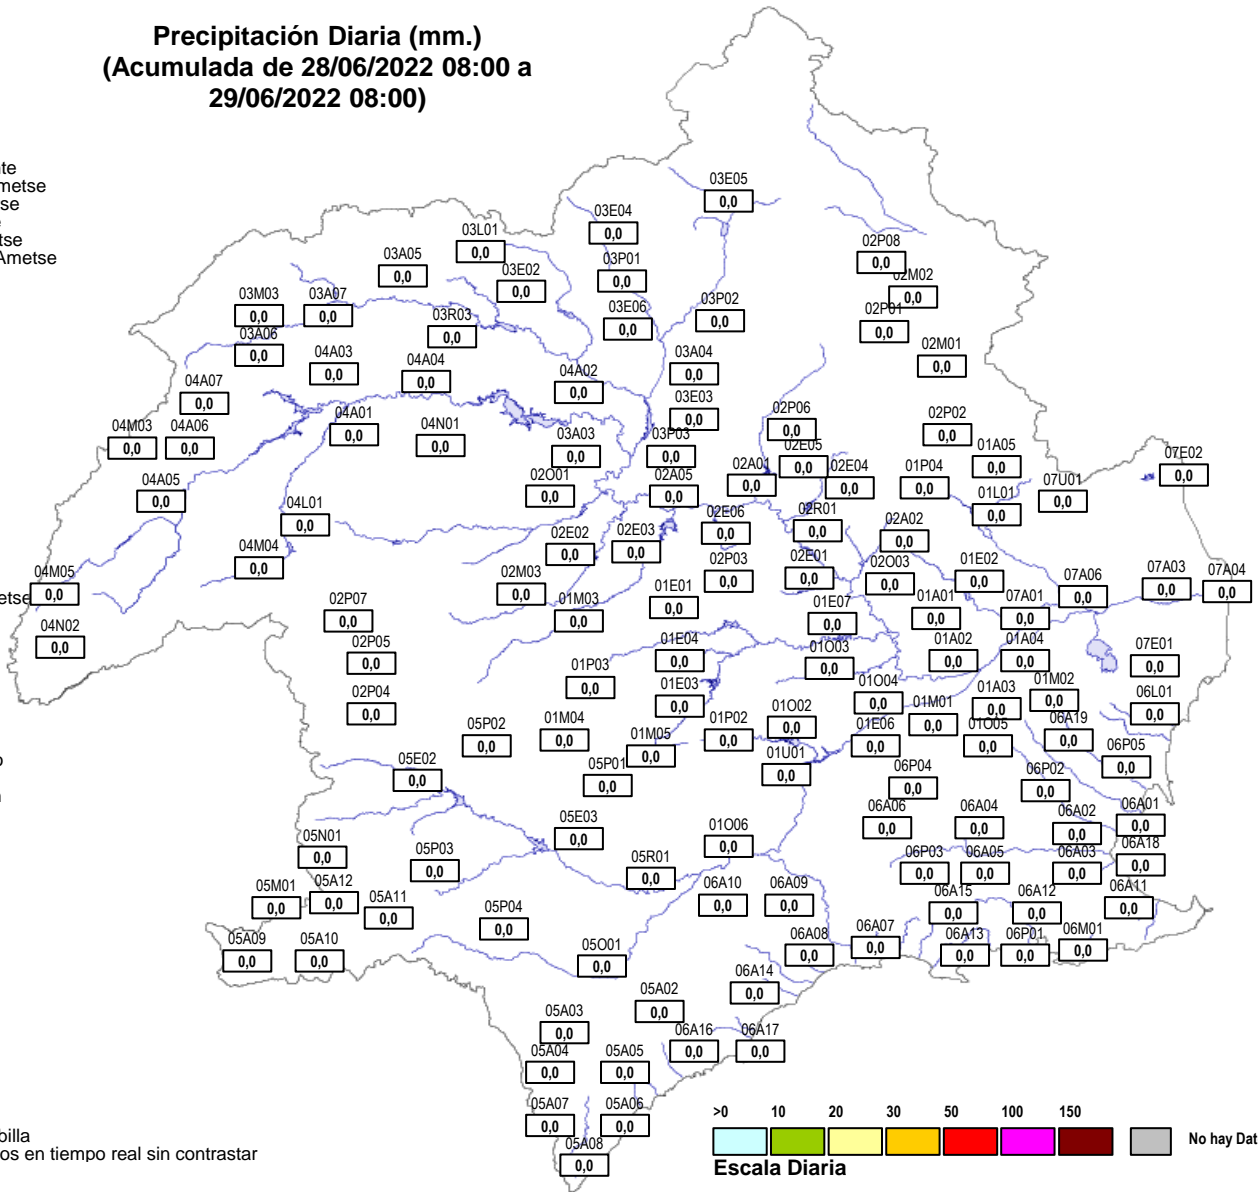 Precipitación Diaria (mm.)
(Acumulada de 28/06/2022 08:00 a
29/06/2022 08:00)
03E05
0,0
03E04
0,0
03L01
0,0
03A05
0,0
03P01
0,0
03E02
0,0
02P08
0,0
02M02
0,0
03M03
0,0
03A07
0,0
03R03
0,0
03E06
0,0
03P02
0,0
02P01
0,0
03A06
0,0
04A03
0,0
04A04
0,0
04A02
0,0
03A04
0,0
02M01
0,0
04A07
0,0
03E03
0,0
04M03
0,0
04A06
0,0
04A01
0,0
04N01
0,0
03A03
0,0
03P03
0,0
02P06
0,0
02E05
0,0
02P02
0,0
01A05
0,0
07E02
0,0
04A05
0,0
02O01
0,0
02A05
0,0
02A01
0,0
02E04
0,0
01P04
0,0
01L01
0,0
07U01
0,0
04L01
0,0
02E06
0,0
02R01
0,0
02A02
0,0
04M04
0,0
02E02
0,0
02E03
0,0
04M05
0,0
02M03
0,0
02P03
0,0
02E01
0,0
02O03
0,0
01E02
0,0
07A06
0,0
07A03
0,0
07A04
0,0
02P07
0,0
01M03
0,0
01E01
0,0
01E07
0,0
01A01
0,0
07A01
0,0
04N02
0,0
02P05
0,0
01E04
0,0
01O03
0,0
01A02
0,0
01A04
0,0
07E01
0,0
02P04
0,0
01P03
0,0
01E03
0,0
01O04
0,0
01M01
0,0
01A03
0,0
01M02
0,0
06L01
0,0
05P02
0,0
01M04
0,0
01M05
0,0
01P02
0,0
01O02
0,0
01E06
0,0
01O05
0,0
06A19
0,0
06P05
0,0
05E02
0,0
05P01
0,0
01U01
0,0
06P04
0,0
06P02
0,0
05E03
0,0
01O06
0,0
06A06
0,0
06A04
0,0
06A02
0,0
06A01
0,0
05N01
0,0
05P03
0,0
05R01
0,0
06P03
0,0
06A05
0,0
06A03
0,0
06A18
0,0
05M01
0,0
05A12
0,0
05A11
0,0
06A10
0,0
06A09
0,0
06A15
0,0
06A12
0,0
06A11
0,0
05A09
0,0
05A10
0,0
05P04
0,0
05O01
0,0
06A08
0,0
06A07
0,0
06A13
0,0
06P01
0,0
06M01
0,0
06A14
0,0
05A02
0,0
05A03
0,0
06A16
0,0
06A17
0,0
05A04
0,0
05A05
0,0
05A07
0,0
05A06
0,0
05A08
0,0
>0 10 20 30 50 100 150
No hay Dat
Escala Diaria
te
metse
se
tse
Ametse
etse
billa
os en tiempo real sin contrastar